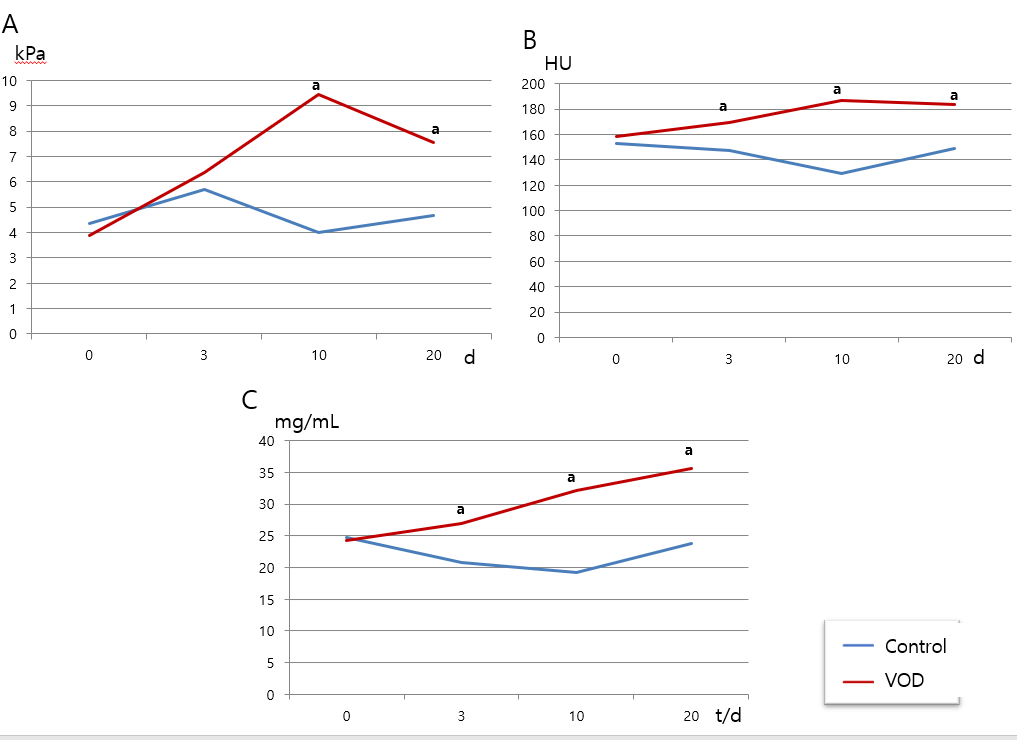 A
kPa
10
9
8
7
6
5
4
3
2
1
0
a
a
0 3 10 20 d
B
HU
200
180
160
140
120
100
80
60
40
20
0
a a a
0 3 10 20 d
C
mg/mL
40
35
30
25
20
15
10
5
0
a
a
a
0 3 10 20 t/d
Control
VOD